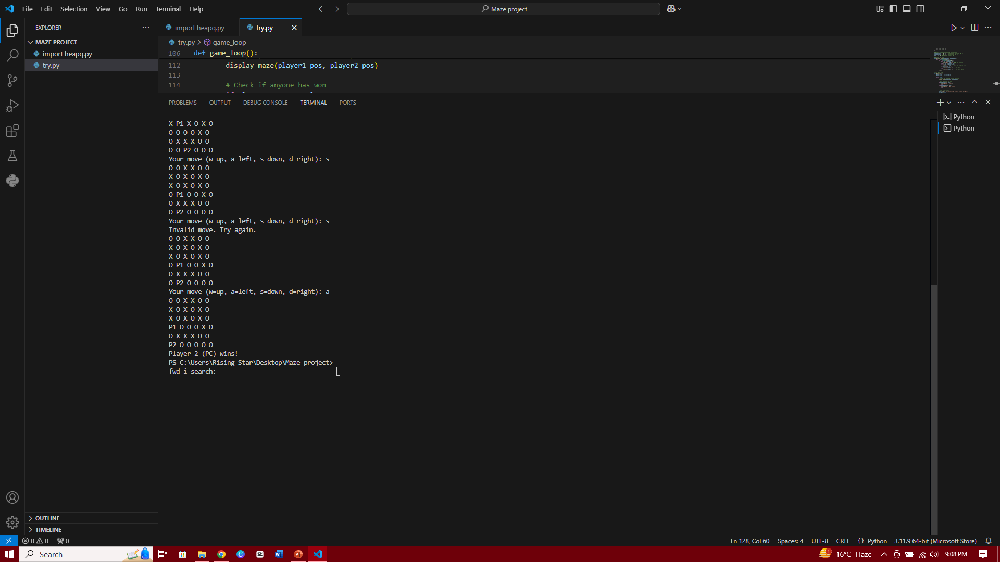 File Edit Selection View Go Run Terminal Help
Maze project
EXPLORER
MAZE PROJECT
import heapq.py
try.py
import heapq.py
try.py
try.py > game_loop
106 def game_loop():
112 display_maze(player1_pos, player2_pos)
113
114 # Check if anyone has won
PROBLEMS OUTPUT DEBUG CONSOLE TERMINAL PORTS
X P1 X O X O
O O O O X O
O X X X O O
O O P2 O O O
Your move (w=up, a=left, s=down, d=right): s
O O X X O O
X O X O X O
X O X O X O
O P1 O O X O
O X X X O O
O P2 O O O O
Your move (w=up, a=left, s=down, d=right): s
Invalid move. Try again.
O O X X O O
X O X O X O
X O X O X O
O P1 O O X O
O X X X O O
O P2 O O O O
Your move (w=up, a=left, s=down, d=right): a
O O X X O O
X O X O X O
X O X O X O
P1 O O O X O
O X X X O O
P2 O O O O O
Player 2 (PC) wins!
PS C:\Users\Rising Star\Desktop\Maze project>
fwd-i-search: _
Python
Python
OUTLINE
TIMELINE
0 0 0
Ln 128, Col 60 Spaces: 4 UTF-8 CRLF { } Python 3.11.9 64-bit (Microsoft Store)
Search
1 16°C Haze 9:08 PM